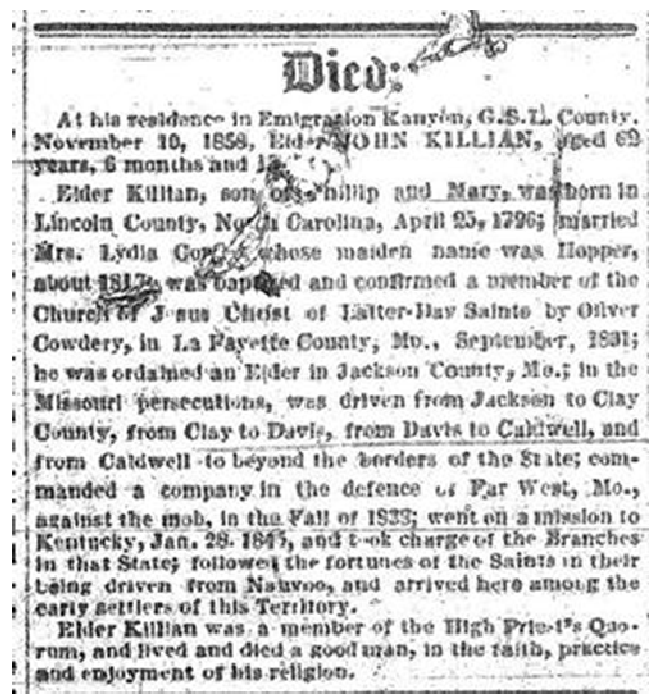 Died:
At his residence in Emigration Kanyon, G.S.L. County,
November 10, 1858, Elder JOHN KILLIAN, aged 62
years, 6 months and
Elder Killian, son of Phillip and Mary, was born in
Lincoln County, North Carolina, April 25, 1796; married
Mrs. Lydia whose maiden name was Hopper,
about 1817; was baptized and confirmed a member of the
Church of Jesus Christ of Latter-Day Saints by Oliver
Cowdery, in La Fayette County, Mo., September, 1831;
he was ordained an Elder in Jackson County, Mo.; in the
Missouri persecutions, was driven from Jackson to Clay
County, from Clay to Davis, from Davis to Caldwell, and
from Caldwell to beyond the borders of the State; com-
manded a company in the defence of Far West, Mo.,
against the mob, in the Fall of 1833; went on a mission to
Kentucky, Jan. 28, 1845, and took charge of the Branches
in that State; followed the fortunes of the Saints in their
being driven from Nauvoo, and arrived here among the
early settlers of this Territory.
Elder Killian was a member of the High Priest's Quo-
rum, and lived and died a good man, in the faith, practice
and enjoyment of his religion.